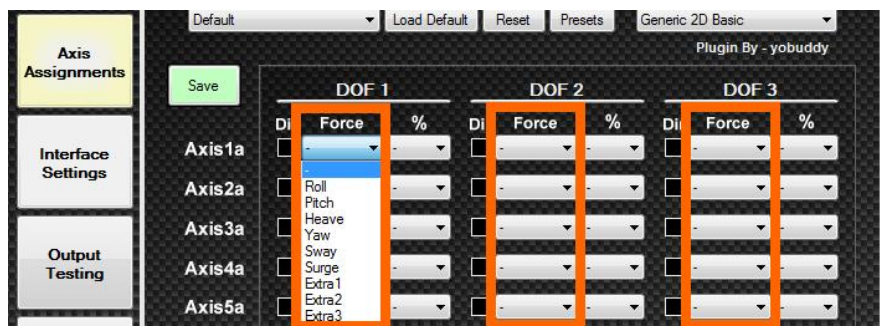 Default Load Default Reset Presets Generic 2D Basic
Plugin By - yobuddy
Axis
Assignments
Save
DOF 1 DOF 2 DOF 3
Force % Force % Force %
Interface
Settings
Axis1a - - - - - -
-
Axis2a - - - - -
Roll
Pitch
Axis3a - - - - -
Heave
Yaw
Output
Testing
Axis4a - - - - -
Sway
Surge
Extra1
Axis5a - - - - -
Extra2
Extra3